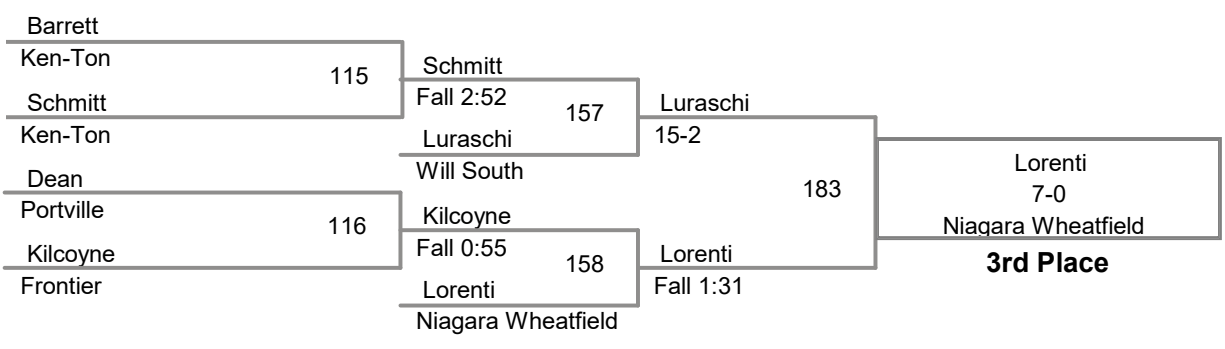 Barrett
Ken-Ton
115
Schmitt
Ken-Ton
Schmitt
Fall 2:52
157
Luraschi
Will South
Luraschi
15-2
Dean
Portville
116
Kilcoyne
Frontier
Kilcoyne
Fall 0:55
158
Lorenti
Niagara Wheatfield
Lorenti
Fall 1:31
183
Lorenti
7-0
Niagara Wheatfield
3rd Place